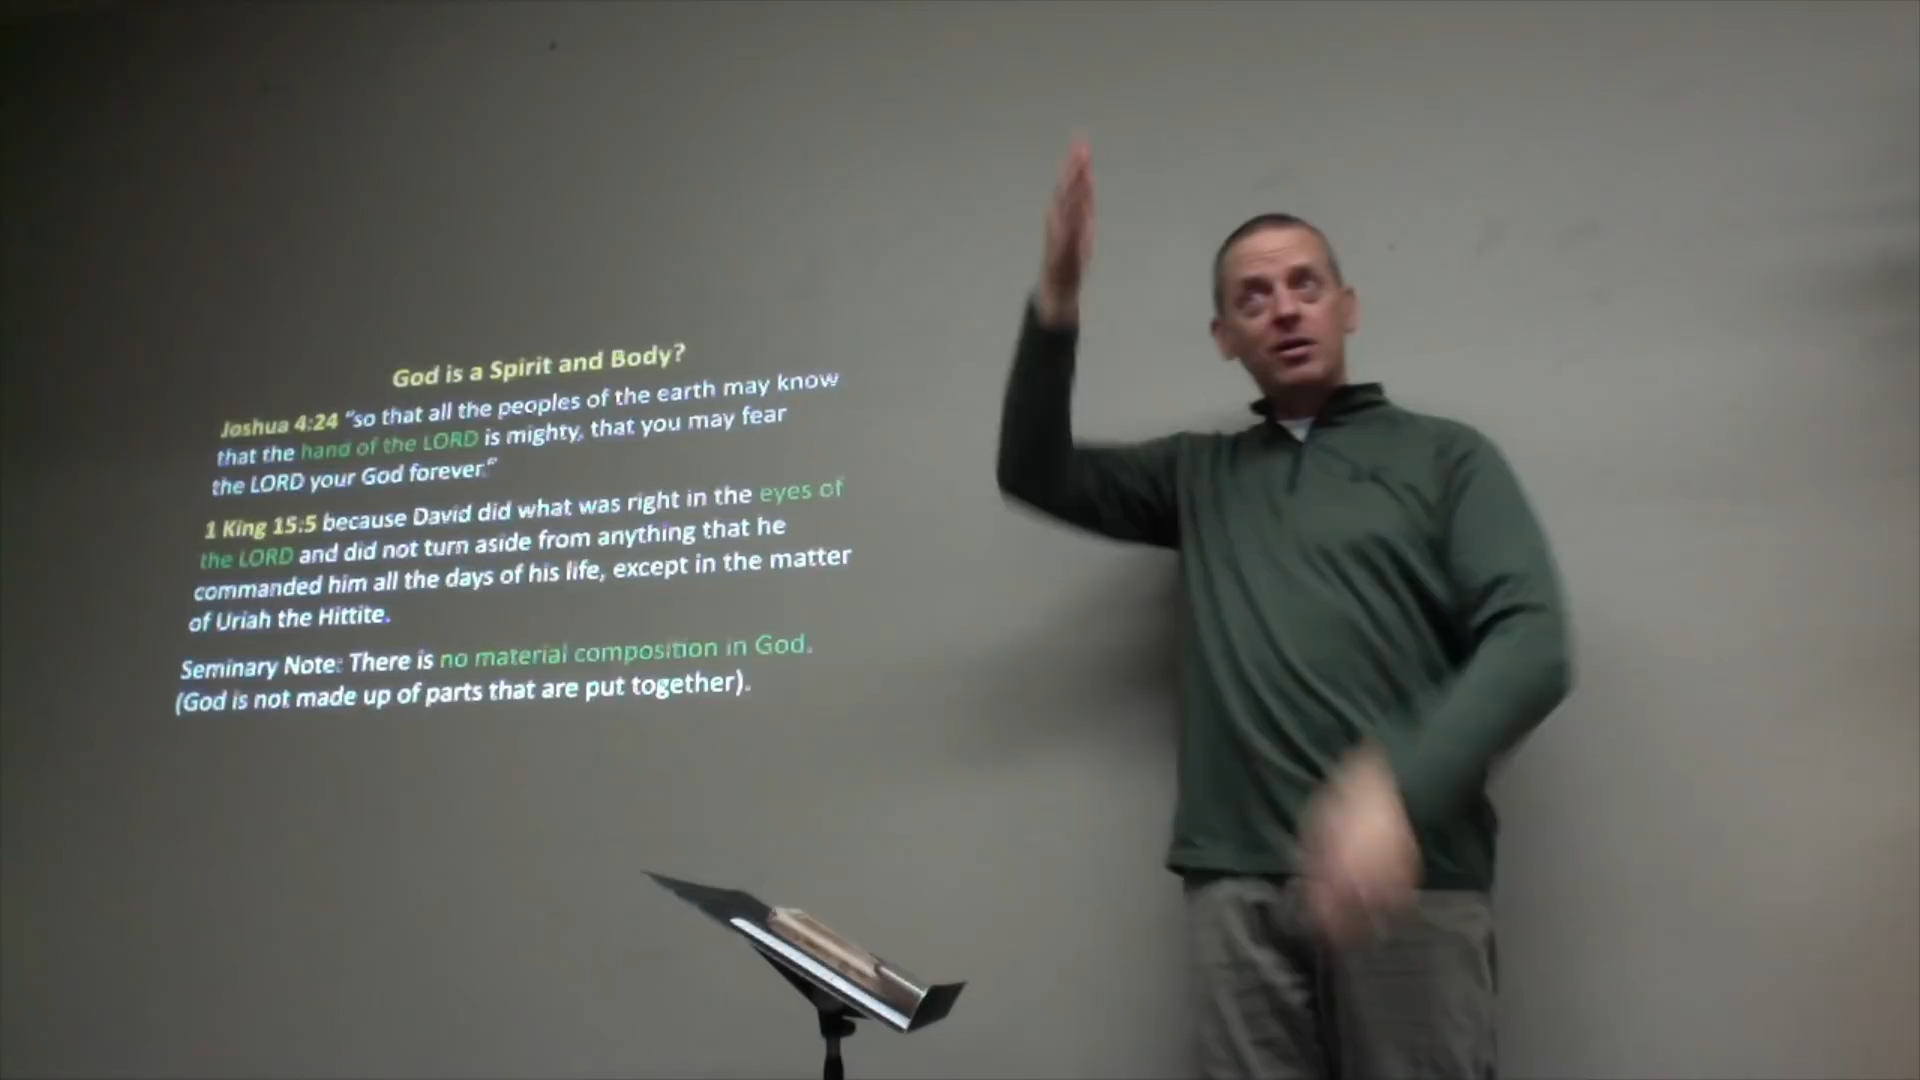 God is a Spirit and Body?
Joshua 4:24 “so that all the peoples of the earth may know
that the hand of the LORD is mighty, that you may fear
the LORD your God forever.”
1 King 15:5 because David did what was right in the eyes of
the LORD and did not turn aside from anything that he
commanded him all the days of his life, except in the matter
of Uriah the Hittite.
Seminary Note: There is no material composition in God.
(God is not made up of parts that are put together).